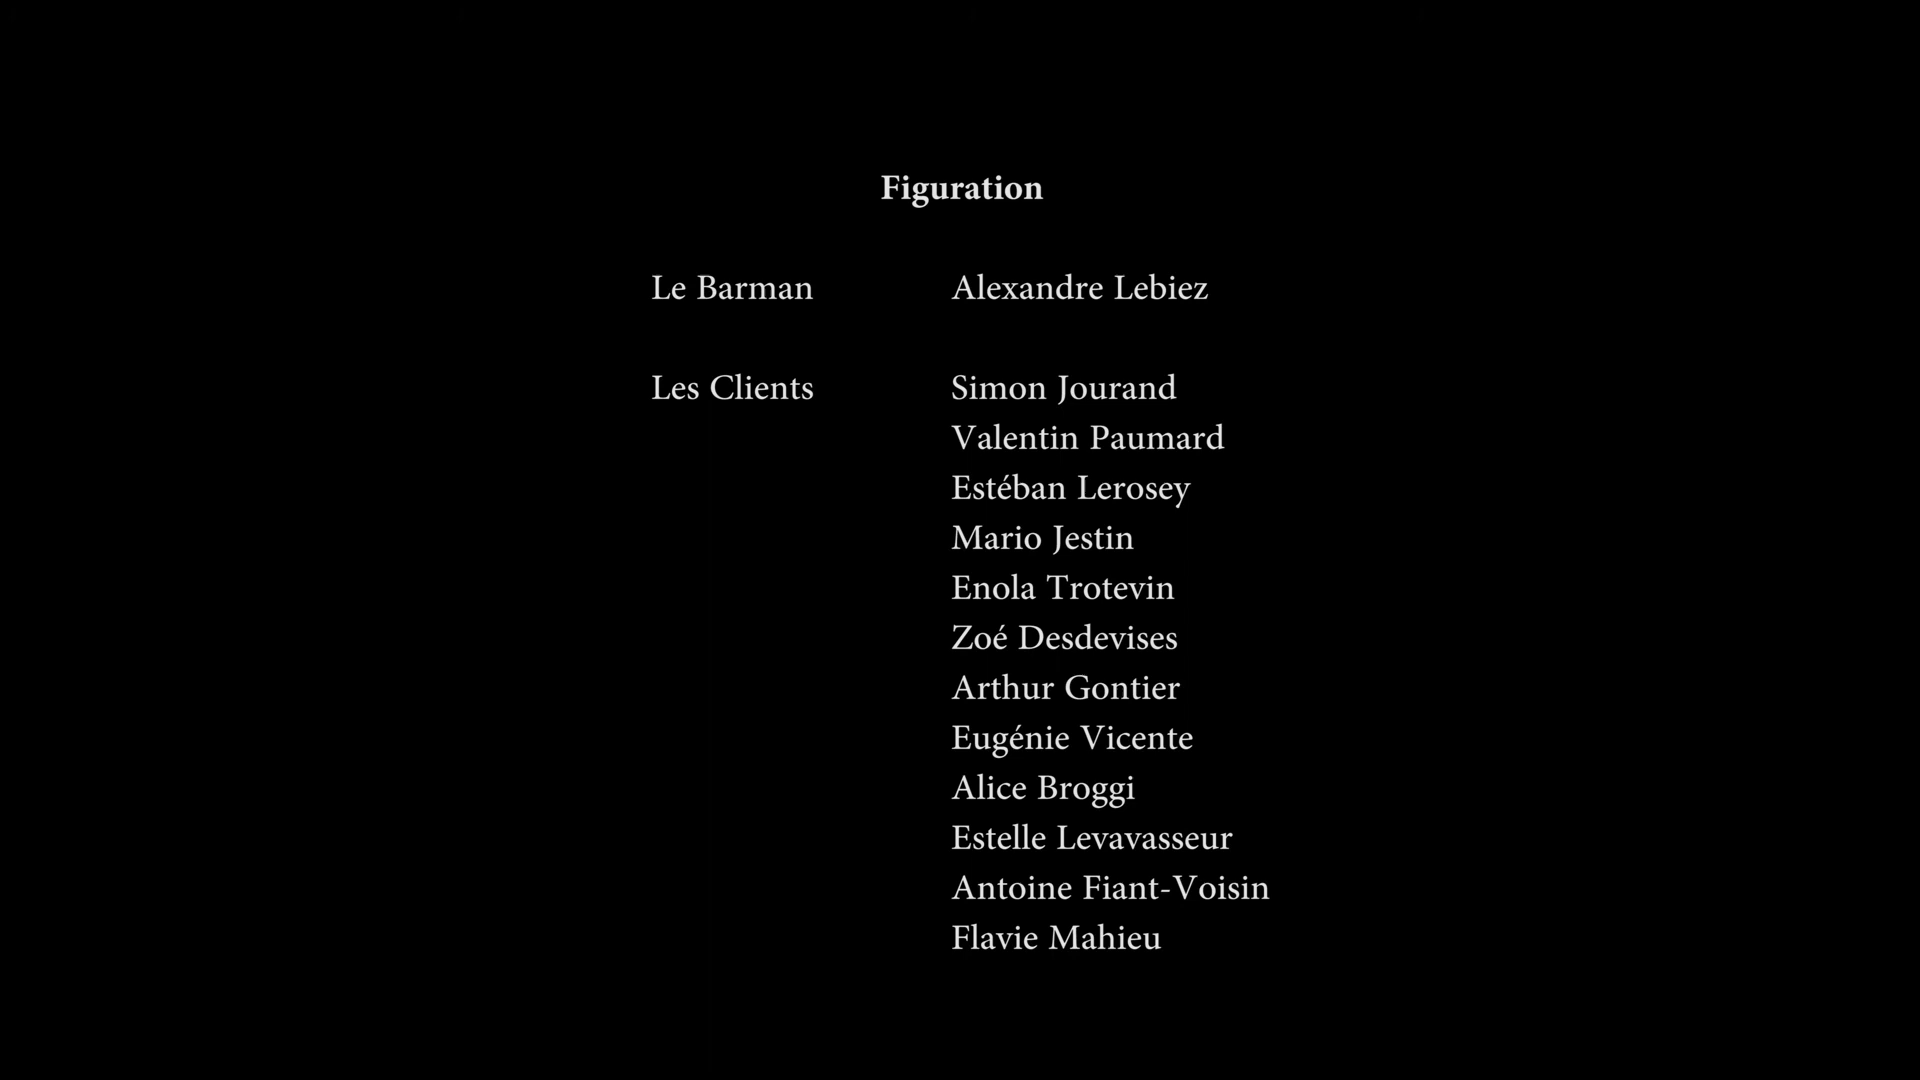 Figuration
Le Barman Alexandre Lebiez
Les Clients Simon Jourand
Valentin Paumard
Estéban Lerosey
Mario Jestin
Enola Trotevin
Zoé Desdevises
Arthur Gontier
Eugénie Vicente
Alice Broggi
Estelle Levavasseur
Antoine Fiant-Voisin
Flavie Mahieu